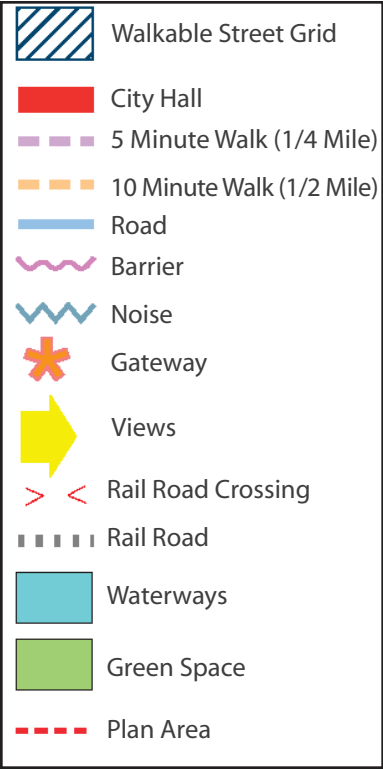 Walkable Street Grid
City Hall
5 Minute Walk (1/4 Mile)
10 Minute Walk (1/2 Mile)
Road
Barrier
Noise
Gateway
Views
Rail Road Crossing
Rail Road
Waterways
Green Space
Plan Area